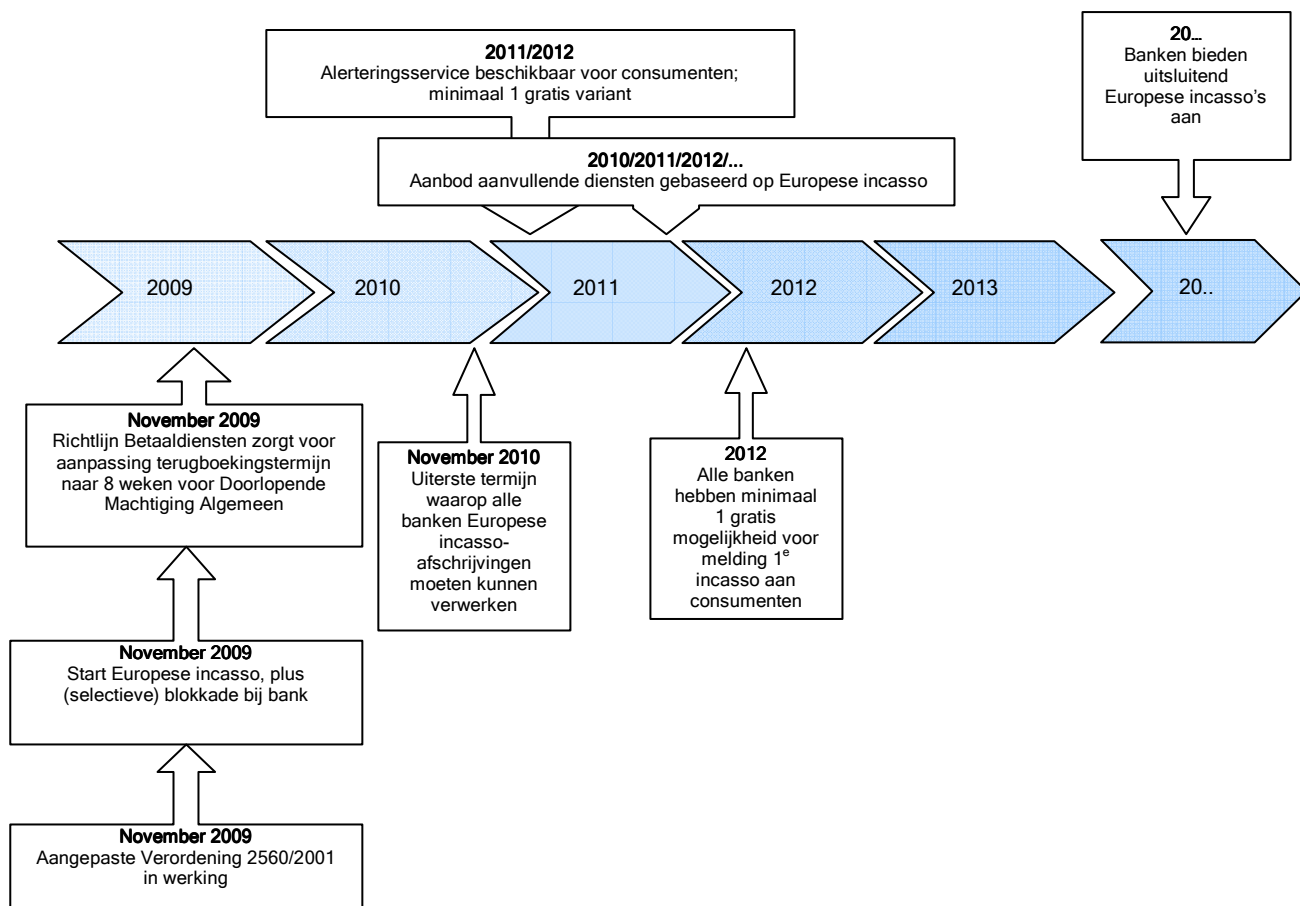 2011/2012
Alerteringsservice beschikbaar voor consumenten;
minimaal 1 gratis variant
20...
Banken bieden
uitsluitend
Europese incasso's
aan
2010/2011/2012/...
Aanbod aanvullende diensten gebaseerd op Europese incasso
2009
2010
2011
2012
2013
20..
November 2009
Richtlijn Betaaldiensten zorgt voor
aanpassing terugboekingstermijn
naar 8 weken voor Doorlopende
Machtiging Algemeen
November 2010
Uiterste termijn
waarop alle
banken Europese
incasso-
afschrijvingen
moeten kunnen
verwerken
2012
Alle banken
hebben minimaal
1 gratis
mogelijkheid voor
melding 1e
incasso aan
consumenten
November 2009
Start Europese incasso, plus
(selectieve) blokkade bij bank
November 2009
Aangepaste Verordening 2560/2001
in werking